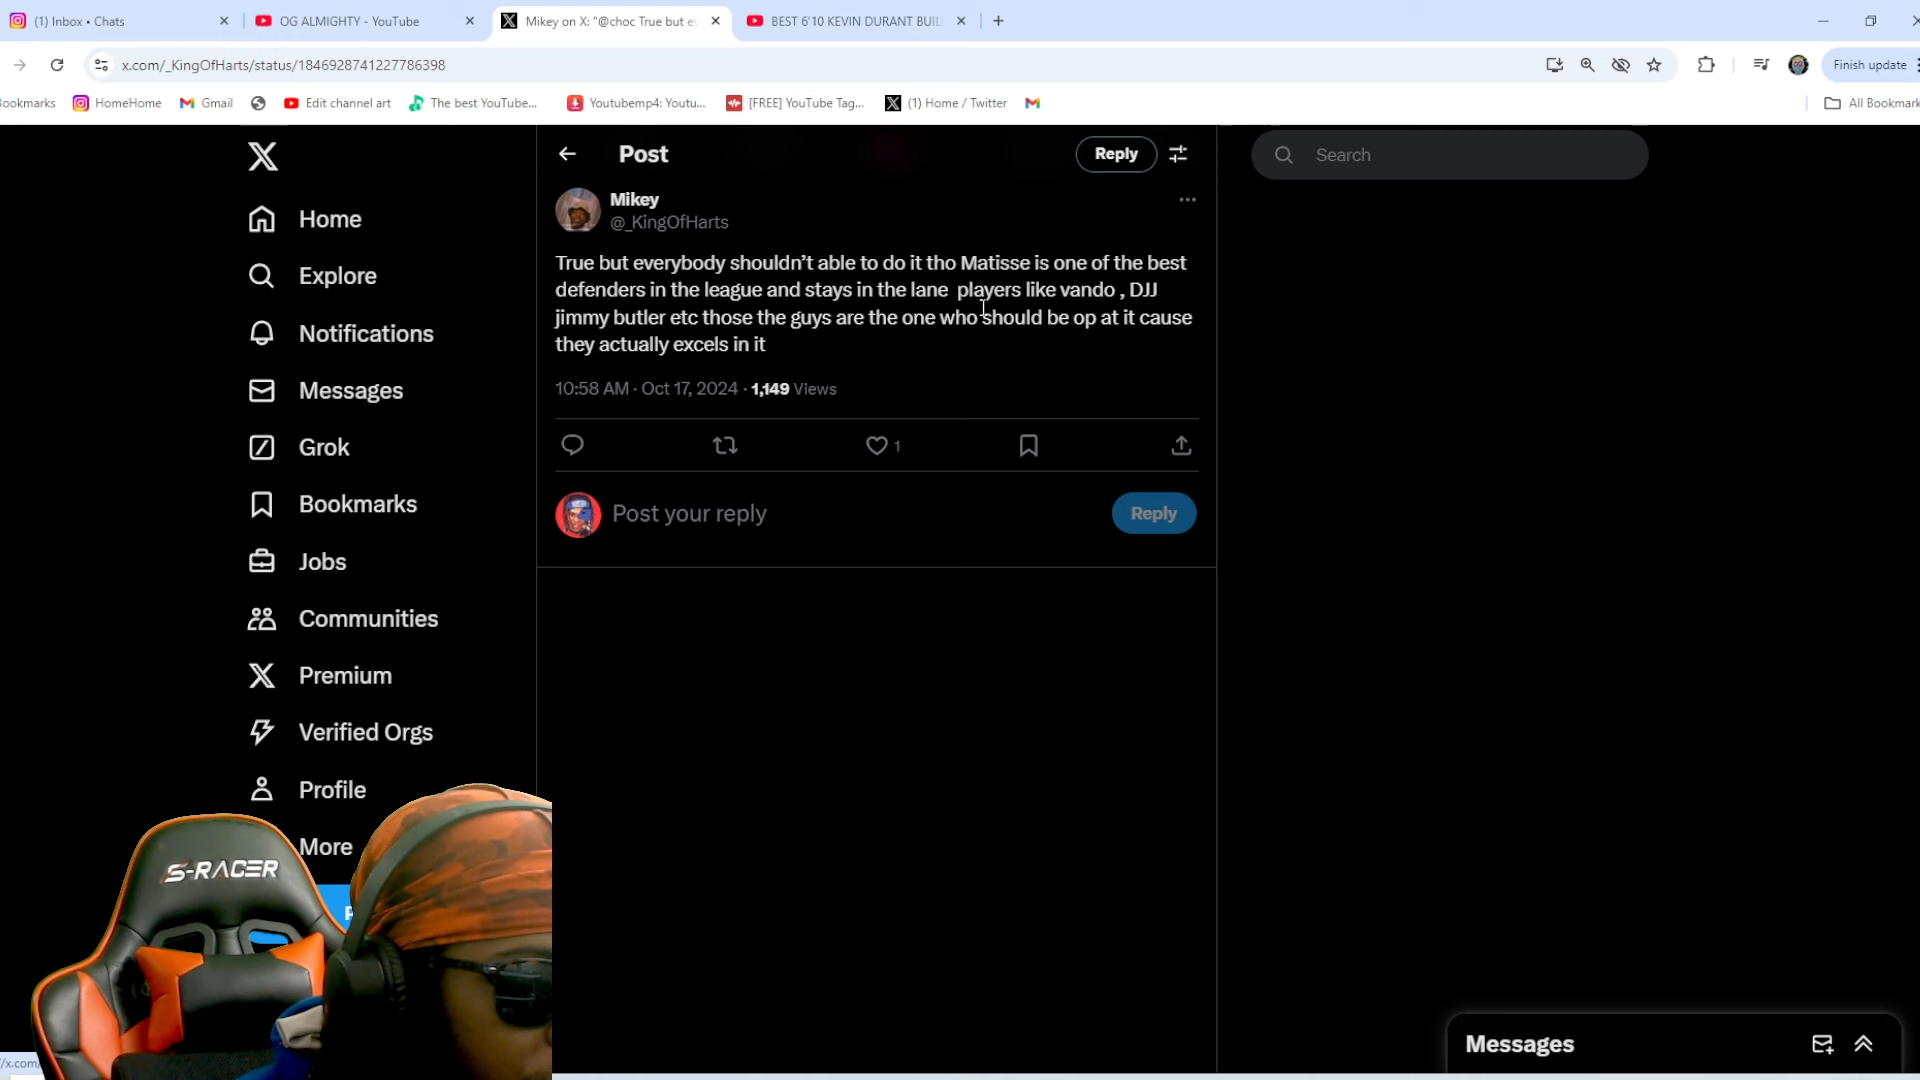 (1) Inbox • Chats
OG ALMIGHTY - YouTube
Mikey on X: "@choc True but e
BEST 6'10 KEVIN DURANT BUIL
x.com/_KingOfHarts/status/1846928741227786398
Finish update
ookmarks
HomeHome
Gmail
Edit channel art
The best YouTube...
Youtubemp4: Youtu...
[FREE] YouTube Tag...
(1) Home / Twitter
All Bookmark
Post
Reply
Search
Mikey
@_KingOfHarts
True but everybody shouldn't able to do it tho Matisse is one of the best
defenders in the league and stays in the lane players like vando , DJJ
jimmy butler etc those the guys are the one who should be op at it cause
they actually excels in it
10:58 AM · Oct 17, 2024 · 1,149 Views
1
Post your reply
Reply
Home
Explore
Notifications
Messages
Grok
Bookmarks
Jobs
Communities
Premium
Verified Orgs
Profile
More
P
S-RACER
/x.com
Messages